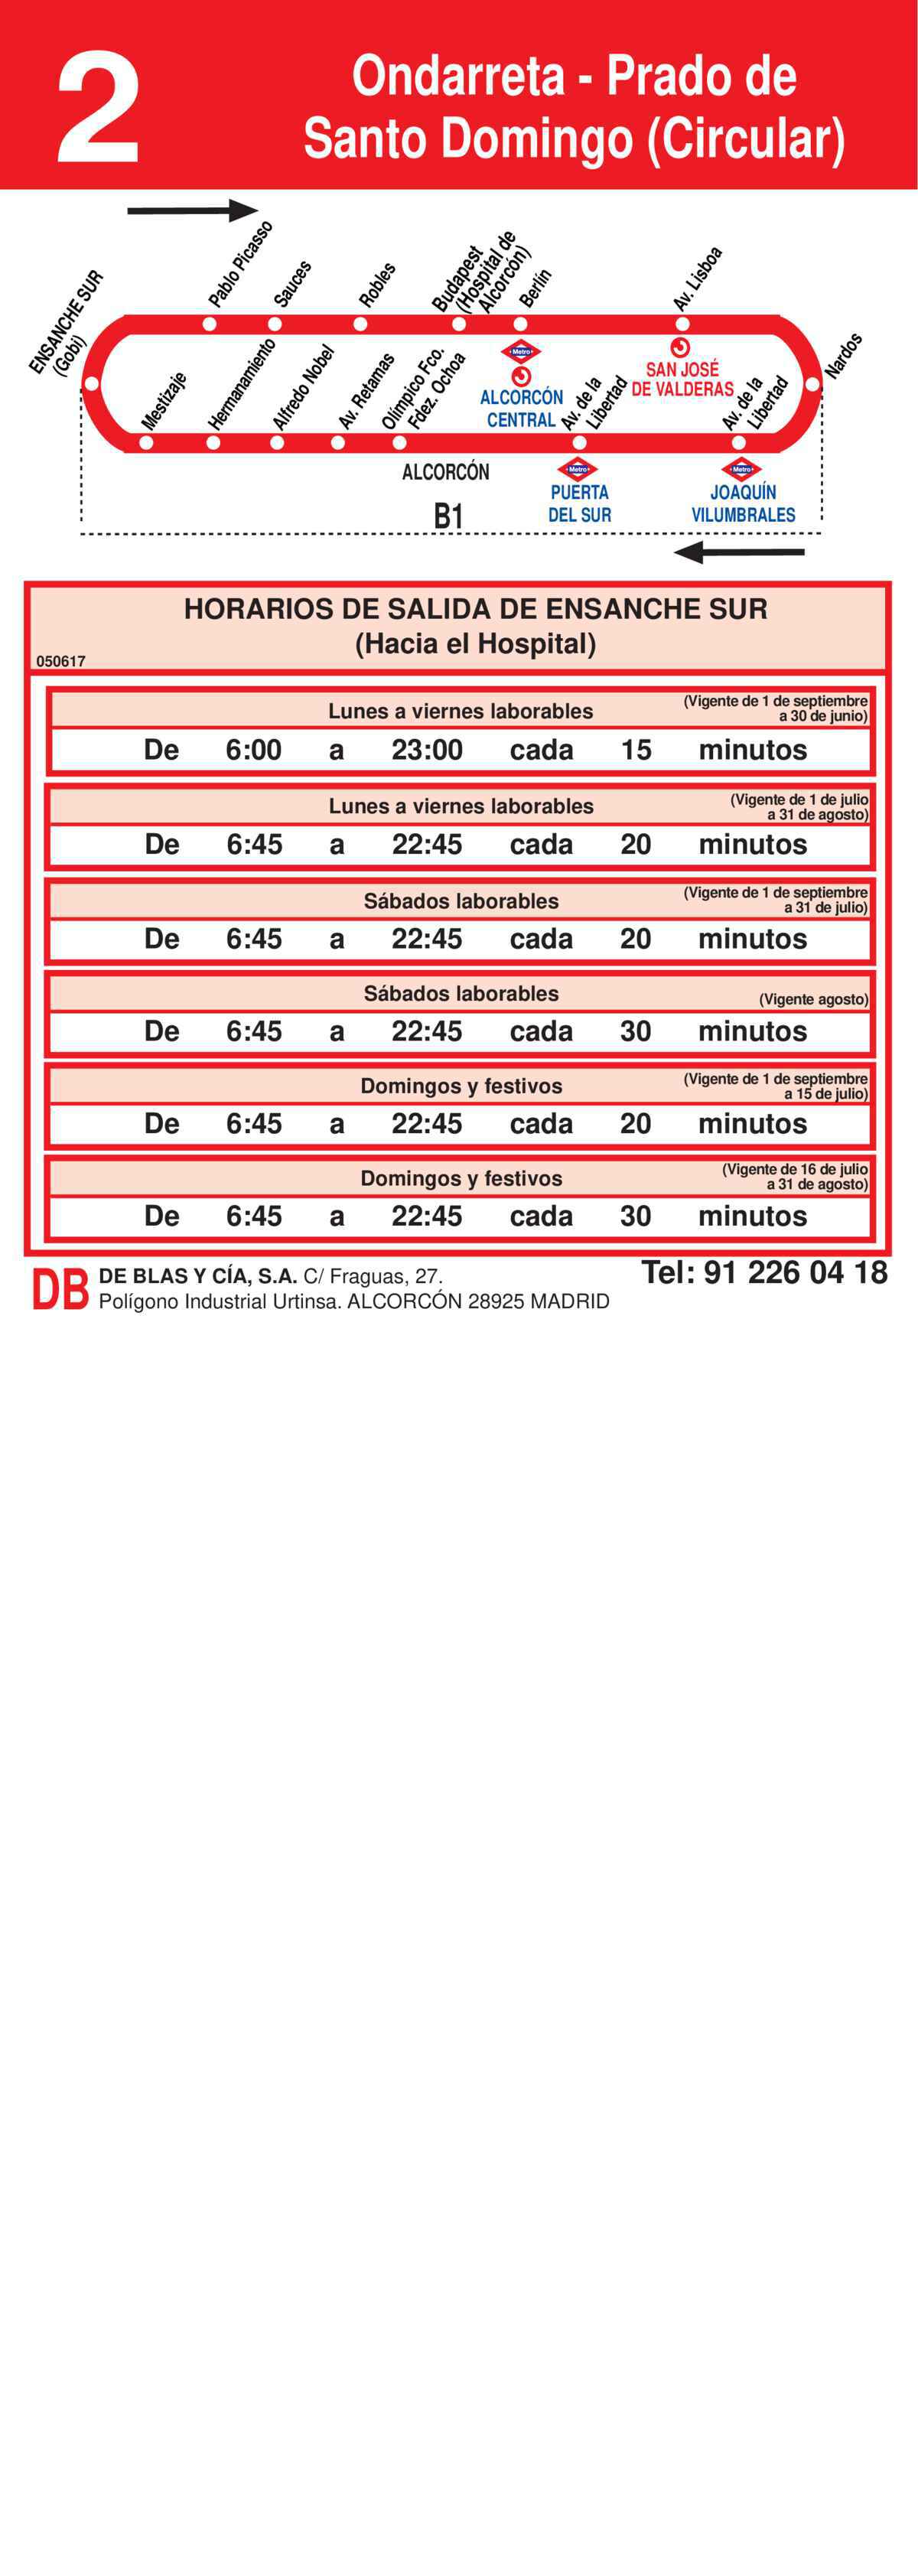 2
Ondarreta - Prado de
Santo Domingo (Circular)
ENSANCHE SUR
(Gobi)
Pablo Picasso
Sauces
Robles
Budapest
(Hospital de
Alcorcón)
Berlín
Av. Lisboa
Nardos
Metro
ALCORCÓN
CENTRAL
SAN JOSÉ
DE VALDERAS
Mestizaje
Hermanamiento
Alfredo Nobel
Av. Retamas
Olímpico Fco.
Fdez. Ochoa
Av. de la
Libertad
Av. de la
Libertad
ALCORCÓN
B1
Metro
PUERTA
DEL SUR
Metro
JOAQUÍN
VILUMBRALES
HORARIOS DE SALIDA DE ENSANCHE SUR
(Hacia el Hospital)
050617
Lunes a viernes laborables
(Vigente de 1 de septiembre
a 30 de junio)
De 6:00 a 23:00 cada 15 minutos
Lunes a viernes laborables
(Vigente de 1 de julio
a 31 de agosto)
De 6:45 a 22:45 cada 20 minutos
Sábados laborables
(Vigente de 1 de septiembre
a 31 de julio)
De 6:45 a 22:45 cada 20 minutos
Sábados laborables
(Vigente agosto)
De 6:45 a 22:45 cada 30 minutos
Domingos y festivos
(Vigente de 1 de septiembre
a 15 de julio)
De 6:45 a 22:45 cada 20 minutos
Domingos y festivos
(Vigente de 16 de julio
a 31 de agosto)
De 6:45 a 22:45 cada 30 minutos
DB
DE BLAS Y CÍA, S.A. C/ Fraguas, 27.
Polígono Industrial Urtinsa. ALCORCÓN 28925 MADRID
Tel: 91 226 04 18